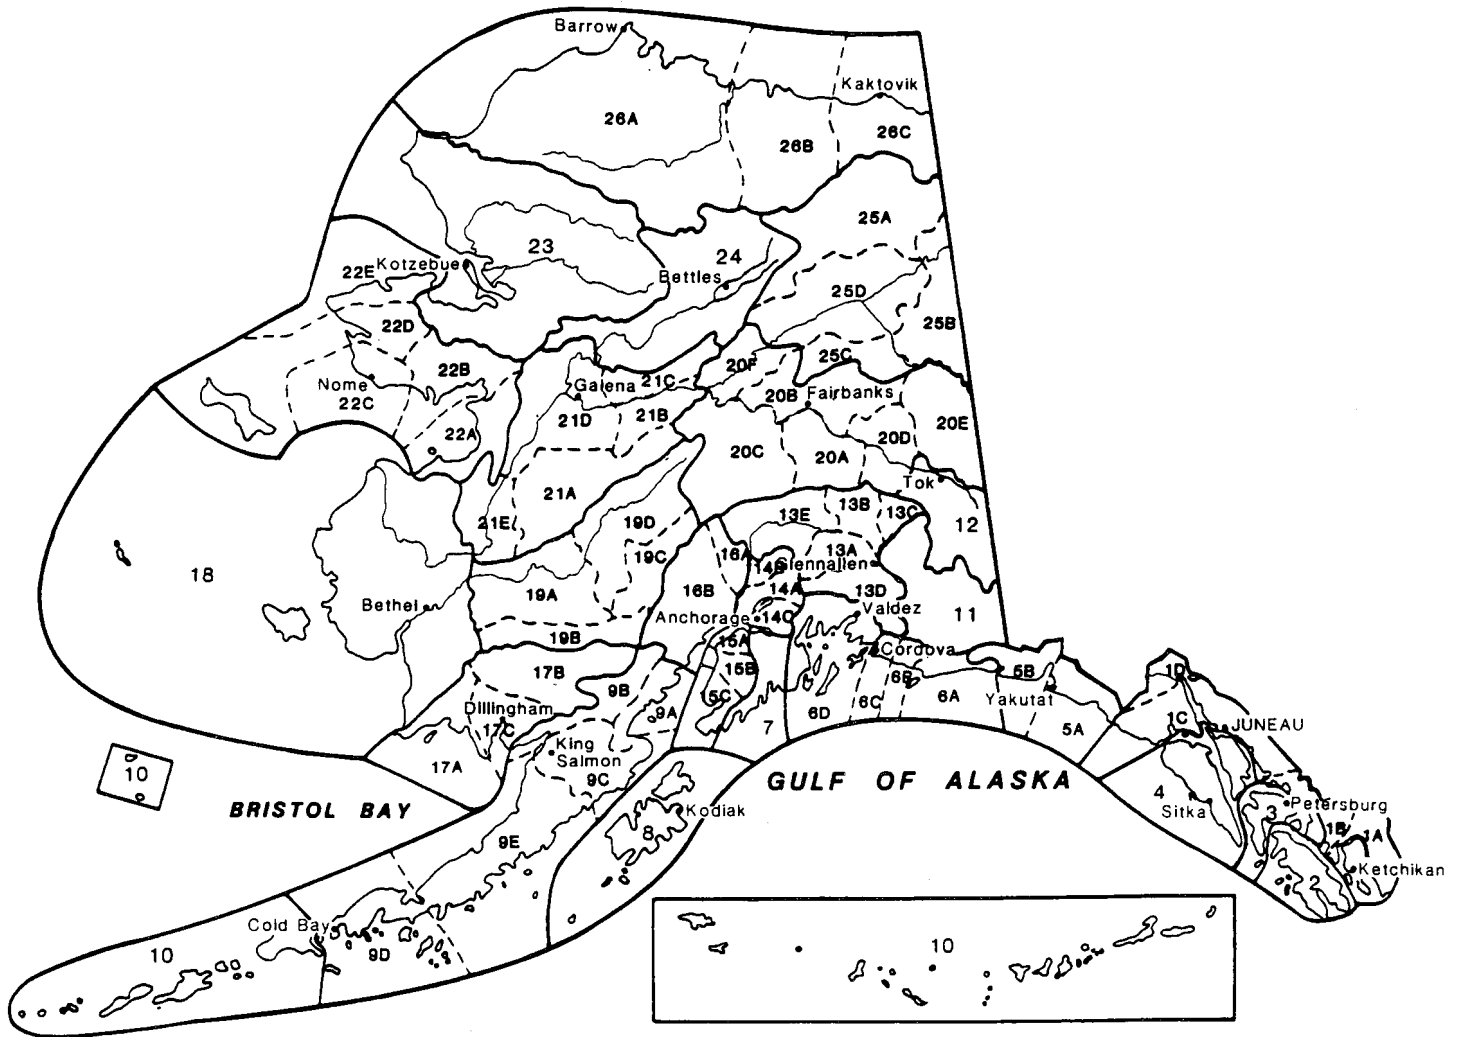 Barrow
Kaktovik
26A
26B
26C
25A
23
24
Kotzebue
22E
Bettles
25D
22D
25B
25C
20F
22B
21C
Galena
Nome
22C
20B
Fairbanks
21D
21B
20E
22A
20D
20C
20A
Tok
21A
13B
13C
13E
21E
19D
12
13A
16A
19C
14B
Glennallen
18
14A
13D
16B
19A
Bethel
Valdez
Anchorage
14C
11
19B
15A
Cordova
17B
15B
5B
1D
6B
9B
15C
6A
Yakutat
Dillingham
9A
6C
17C
6D
1C
JUNEAU
7
5A
King
Salmon
17A
9C
10
GULF OF ALASKA
4
BRISTOL BAY
Sitka
Petersburg
Kodiak
3
8
1B
1A
9E
Ketchikan
2
Cold Bay
10
9D
10